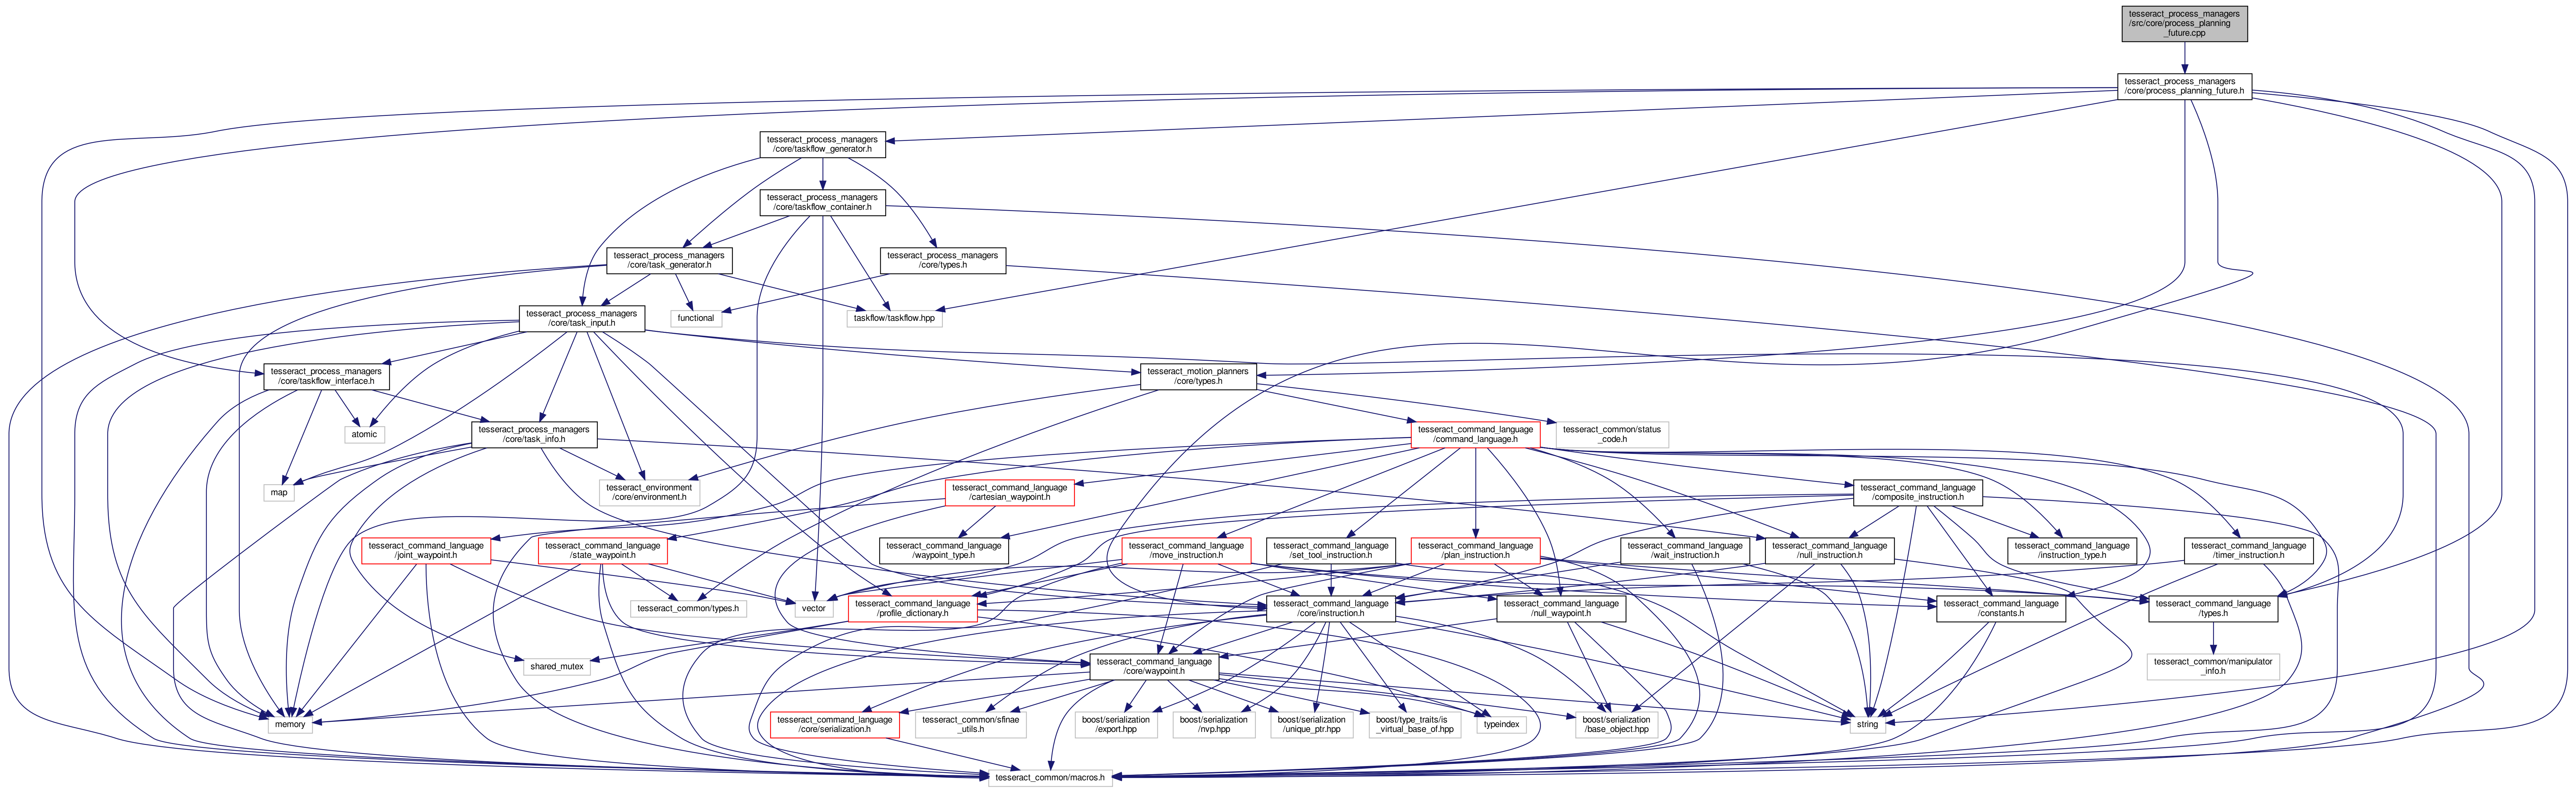 tesseract_process_managers
/src/core/process_planning
_future.cpp
tesseract_process_managers
/core/process_planning_future.h
tesseract_process_managers
/core/taskflow_generator.h
tesseract_process_managers
/core/taskflow_container.h
tesseract_process_managers
/core/task_generator.h
tesseract_process_managers
/core/types.h
tesseract_process_managers
/core/task_input.h
functional
taskflow/taskflow.hpp
tesseract_process_managers
/core/taskflow_interface.h
tesseract_motion_planners
/core/types.h
atomic
tesseract_process_managers
/core/task_info.h
tesseract_command_language
/command_language.h
tesseract_common/status
_code.h
map
tesseract_environment
/core/environment.h
tesseract_command_language
/cartesian_waypoint.h
tesseract_command_language
/composite_instruction.h
tesseract_command_language
/joint_waypoint.h
tesseract_command_language
/state_waypoint.h
tesseract_command_language
/waypoint_type.h
tesseract_command_language
/move_instruction.h
tesseract_command_language
/set_tool_instruction.h
tesseract_command_language
/plan_instruction.h
tesseract_command_language
/wait_instruction.h
tesseract_command_language
/null_instruction.h
tesseract_command_language
/instruction_type.h
tesseract_command_language
/timer_instruction.h
tesseract_common/types.h
vector
tesseract_command_language
/profile_dictionary.h
tesseract_command_language
/core/instruction.h
tesseract_command_language
/null_waypoint.h
tesseract_command_language
/constants.h
tesseract_command_language
/types.h
shared_mutex
tesseract_command_language
/core/waypoint.h
tesseract_common/manipulator
_info.h
memory
tesseract_command_language
/core/serialization.h
tesseract_common/sfinae
_utils.h
boost/serialization
/export.hpp
boost/serialization
/nvp.hpp
boost/serialization
/unique_ptr.hpp
boost/type_traits/is
_virtual_base_of.hpp
typeindex
boost/serialization
/base_object.hpp
string
tesseract_common/macros.h